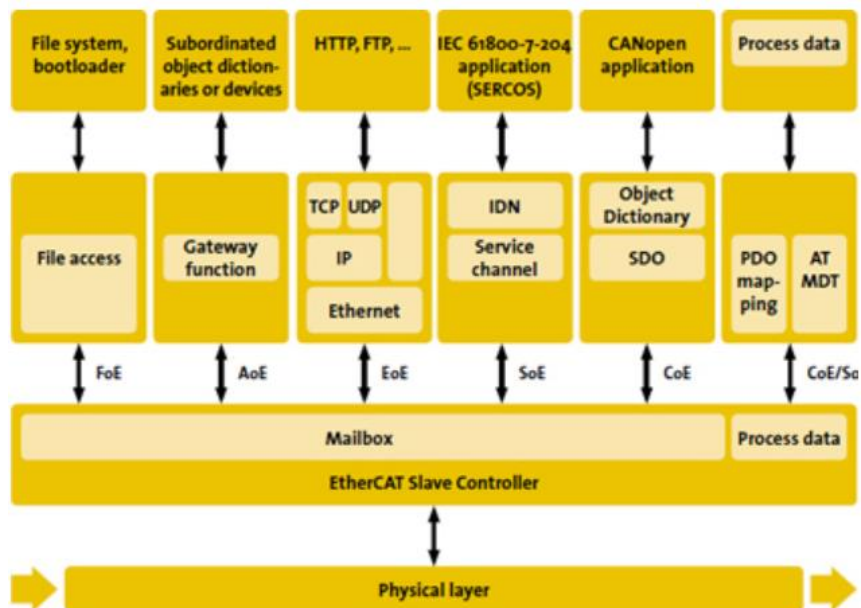 File system,
bootloader
Subordinated
object diction-
aries or devices
HTTP, FTP, ...
IEC 61800-7-204
application
(SERCOS)
CANopen
application
Process data
File access
Gateway
function
TCP
UDP
IP
Ethernet
IDN
Service
channel
Object
Dictionary
SDO
PDO
map-
ping
AT
MDT
FoE
AoE
EoE
SoE
CoE
CoE/So
Mailbox
Process data
EtherCAT Slave Controller
Physical layer